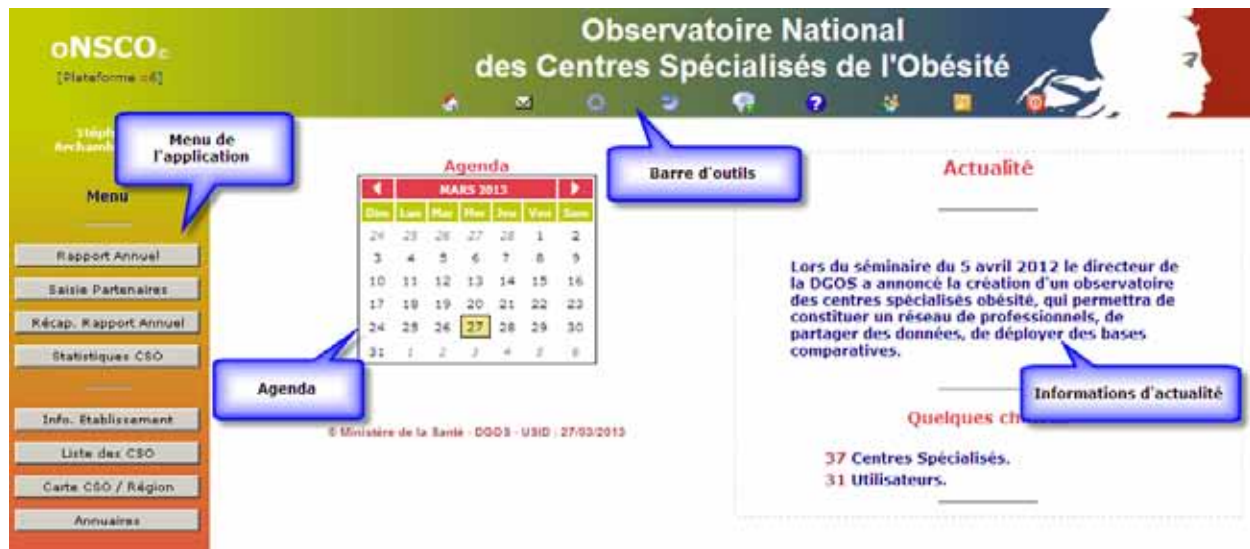 oNSCO©
[Plateforme =6]
Observatoire National
des Centres Spécialisés de l'Obésité
Stéph
Archamb
Menu de
l'application
Menu
Rapport Annuel
Saisie Partenaires
Récap. Rapport Annuel
Statistiques CSO
Info. Etablissement
Liste des CSO
Carte CSO / Région
Annuaires
Agenda
MARS 2013
Dim Lun Mar Mer Jeu Ven Sam
24 25 26 27 28 1 2
3 4 5 6 7 8 9
10 11 12 13 14 15 16
17 18 19 20 21 22 23
24 25 26 27 28 29 30
31 1 2 3 4 5 6
Agenda
© Ministère de la Santé - DGOS - USID : 27/03/2013
Barre d'outils
Actualité
Lors du séminaire du 5 avril 2012 le directeur de
la DGOS a annoncé la création d'un observatoire
des centres spécialisés obésité, qui permettra de
constituer un réseau de professionnels, de
partager des données, de déployer des bases
comparatives.
Informations d'actualité
Quelques ch
37 Centres Spécialisés.
31 Utilisateurs.